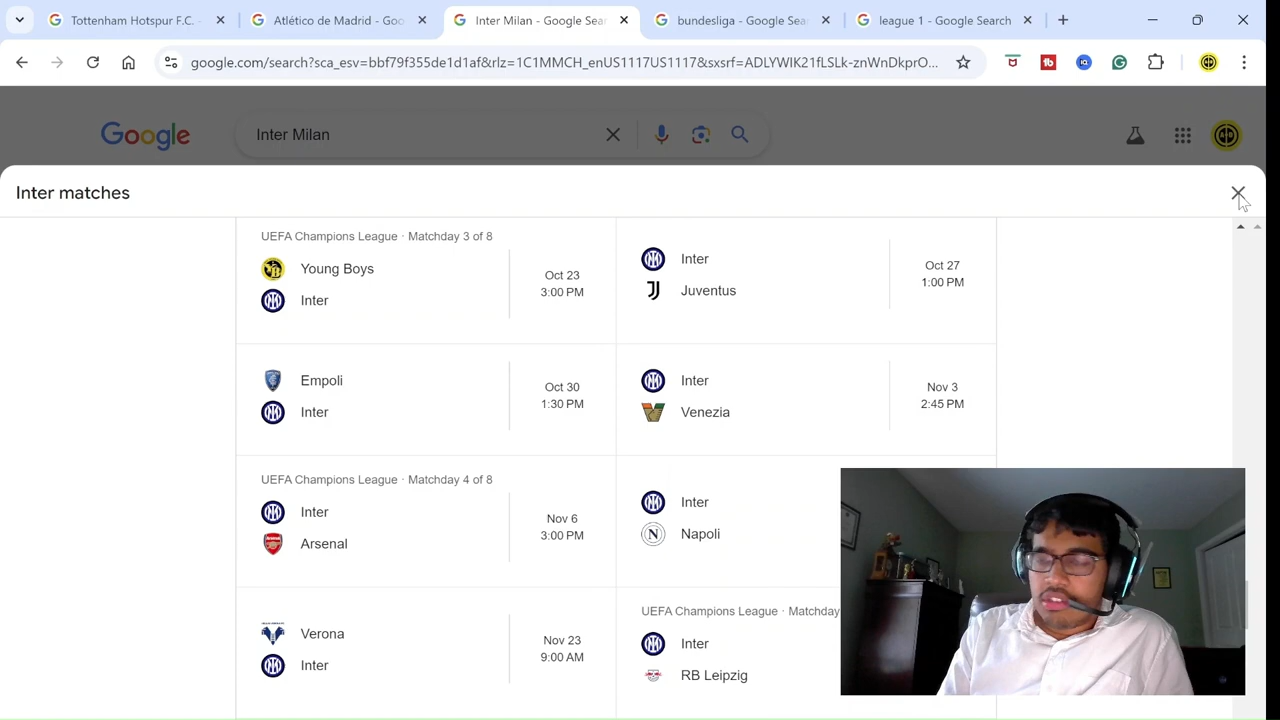 Tottenham Hotspur F.C. -
Atlético de Madrid - Goo
Inter Milan - Google Sear
bundesliga - Google Sea
league 1 - Google Search
google.com/search?sca_esv=bbf79f355de1d1af&rlz=1C1MMCH_enUS1117US1117&sxsrf=ADLYWIK21fLSLk-znWnDkprO...
Google
Inter Milan
Inter matches
UEFA Champions League · Matchday 3 of 8
Young Boys
Inter
Oct 23
3:00 PM
Inter
Juventus
Oct 27
1:00 PM
Empoli
Inter
Oct 30
1:30 PM
Inter
Venezia
Nov 3
2:45 PM
UEFA Champions League · Matchday 4 of 8
Inter
Arsenal
Nov 6
3:00 PM
Inter
Napoli
Verona
Inter
Nov 23
9:00 AM
UEFA Champions League · Matchday
Inter
RB Leipzig